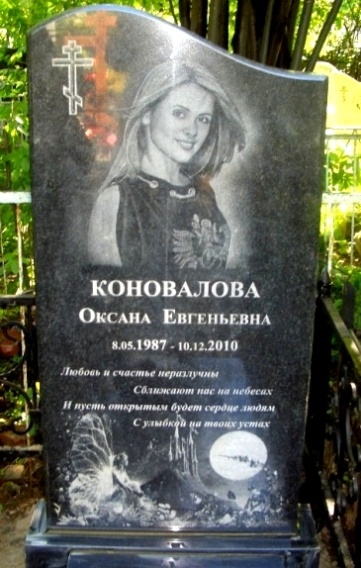 КОНОВАЛОВА
ОКСАНА ЕВГЕНЬЕВНА
8.05.1987 - 10.12.2010
Любовь и счастье неразлучны
Сближают нас на небесах
И пусть открытым будет сердце людям
С улыбкой на твоих устах